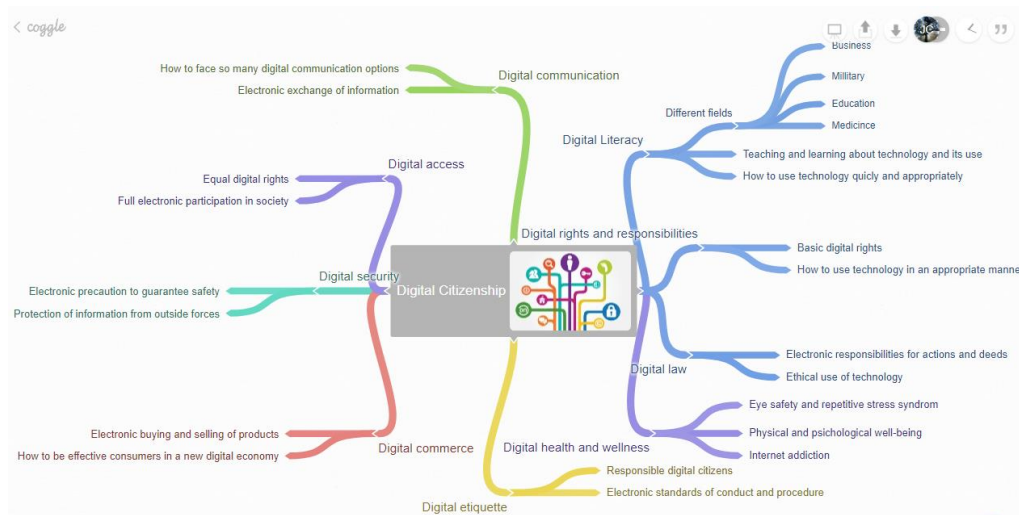 coggle
JC
Business
How to face so many digital communication options
Digital communication
Millitary
Electronic exchange of information
Education
Different fields
Medicince
Digital Literacy
Teaching and learning about technology and its use
Digital access
How to use technology quicly and appropriately
Equal digital rights
Full electronic participation in society
Digital rights and responsibilities
Basic digital rights
How to use technology in an appropriate manne
Digital security
Digital Citizenship
Electronic precaution to guarantee safety
Protection of information from outside forces
Electronic responsibilities for actions and deeds
Digital law
Ethical use of technology
Eye safety and repetitive stress syndrom
Electronic buying and selling of products
Physical and psichological well-being
Digital commerce
Digital health and wellness
How to be effective consumers in a new digital economy
Internet addiction
Responsible digital citizens
Electronic standards of conduct and procedure
Digital etiquette